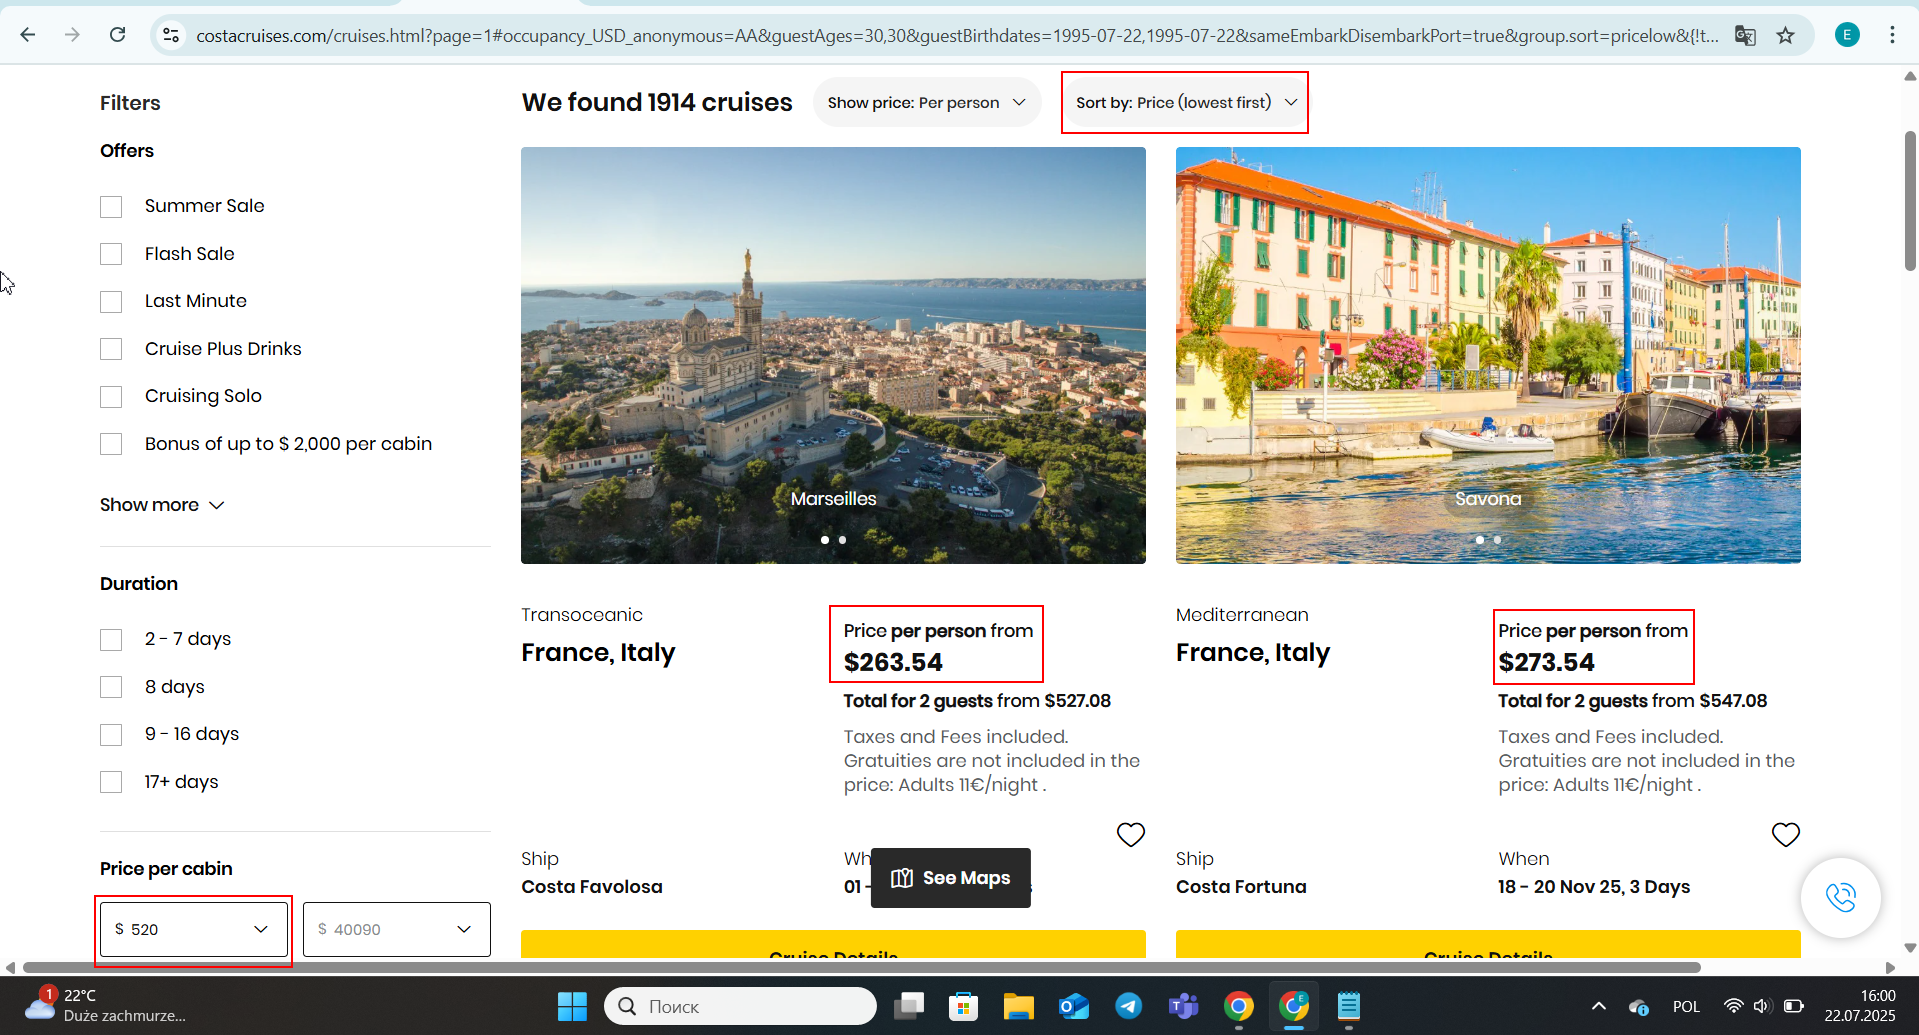 costacruises.com/cruises.html?page=1#occupancy_USD_anonymous=AA&guestAges=30,30&guestBirthdates=1995-07-22,1995-07-22&sameEmbarkDisembarkPort=true&group.sort=pricelow&{!t...
E
Filters
Offers
Summer Sale
Flash Sale
Last Minute
Cruise Plus Drinks
Cruising Solo
Bonus of up to $ 2,000 per cabin
Show more
Duration
2 - 7 days
8 days
9 - 16 days
17+ days
Price per cabin
$ 520
$ 40090
We found 1914 cruises
Show price: Per person
Sort by: Price (lowest first)
Marseilles
Transoceanic
France, Italy
Price per person from
$263.54
Total for 2 guests from $527.08
Taxes and Fees included.
Gratuities are not included in the
price: Adults 11€/night .
Ship
Costa Favolosa
Wh
01 -
See Maps
Cruise Details
Savona
Mediterranean
France, Italy
Price per person from
$273.54
Total for 2 guests from $547.08
Taxes and Fees included.
Gratuities are not included in the
price: Adults 11€/night .
Ship
Costa Fortuna
When
18 - 20 Nov 25, 3 Days
Cruise Details
1
22°C
Duże zachmurze...
Поиск
POL
16:00
22.07.2025